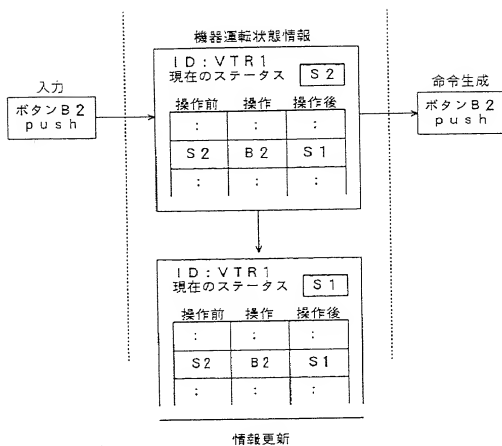 機器運転状態情報
入力
ボタンB2
push
ID:VTR1
現在のステータス S2
操作前 操作 操作後
: : :
S2 B2 S1
: : :
命令生成
ボタンB2
push
ID:VTR1
現在のステータス S1
操作前 操作 操作後
: : :
S2 B2 S1
: : :
情報更新